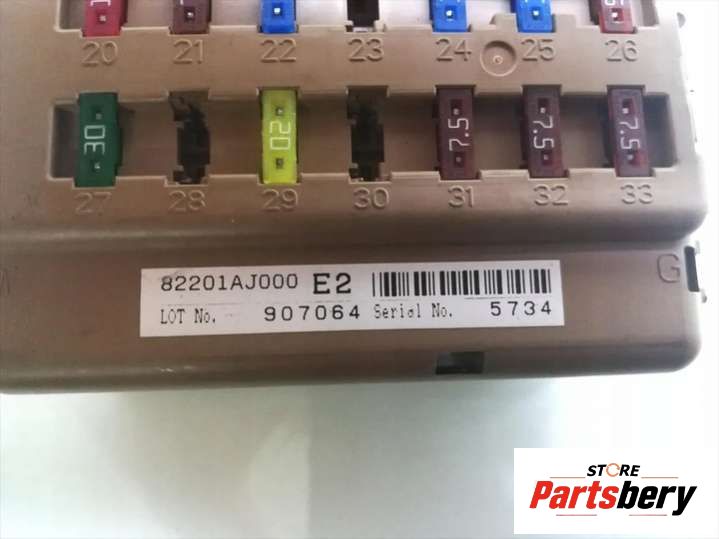 20 21 22 23 24 25 26
30 20 7.5 7.5 7.5
27 28 29 30 31 32 33
G
82201AJ000 E2
LOT No. 907064 Serial No. 5734
STORE
Partsbery